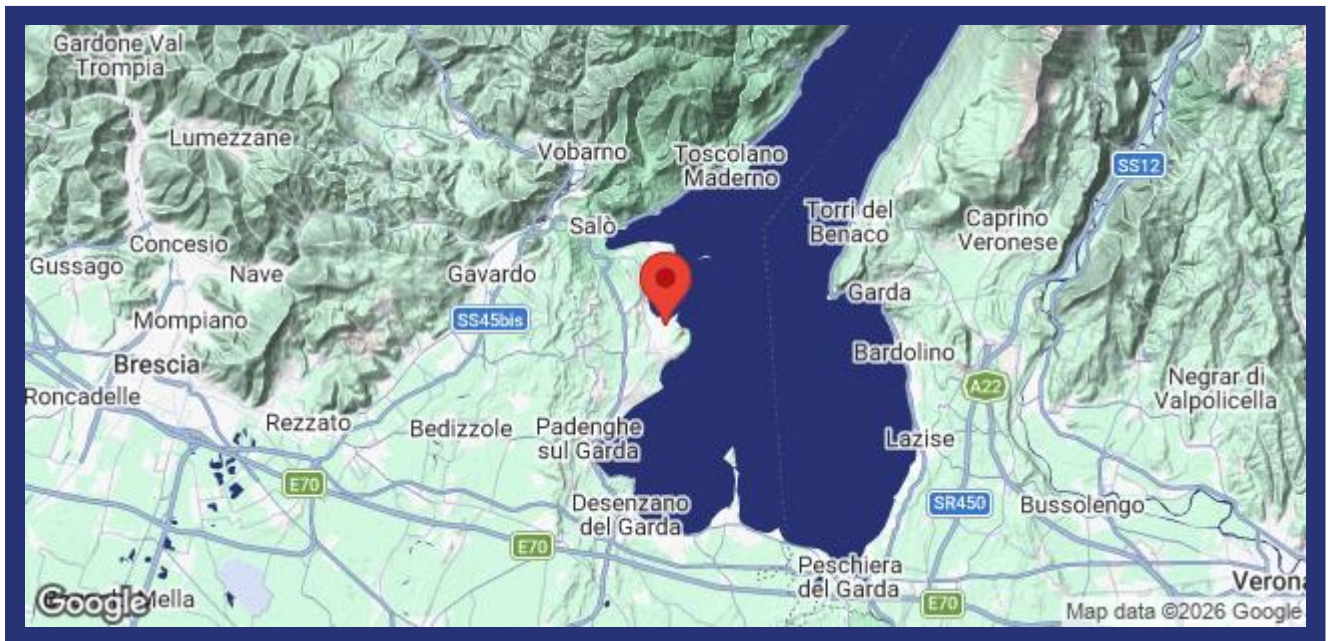 Gardone Val
Trompia
Lumezzane
Vobarno
Toscolano
Maderno
SS12
Torri del
Benaco
Caprino
Veronese
Salò
Concesio
Gussago
Nave
Gavardo
Garda
Mompiano
SS45bis
Bardolino
Brescia
A22
Negrar di
Valpolicella
Roncadelle
Rezzato
Bedizzole
Padenghe
sul Garda
Lazise
E70
Desenzano
del Garda
SR450
Bussolengo
E70
Peschiera
del Garda
Verona
E70
Google
Mella
Map data ©2026 Google